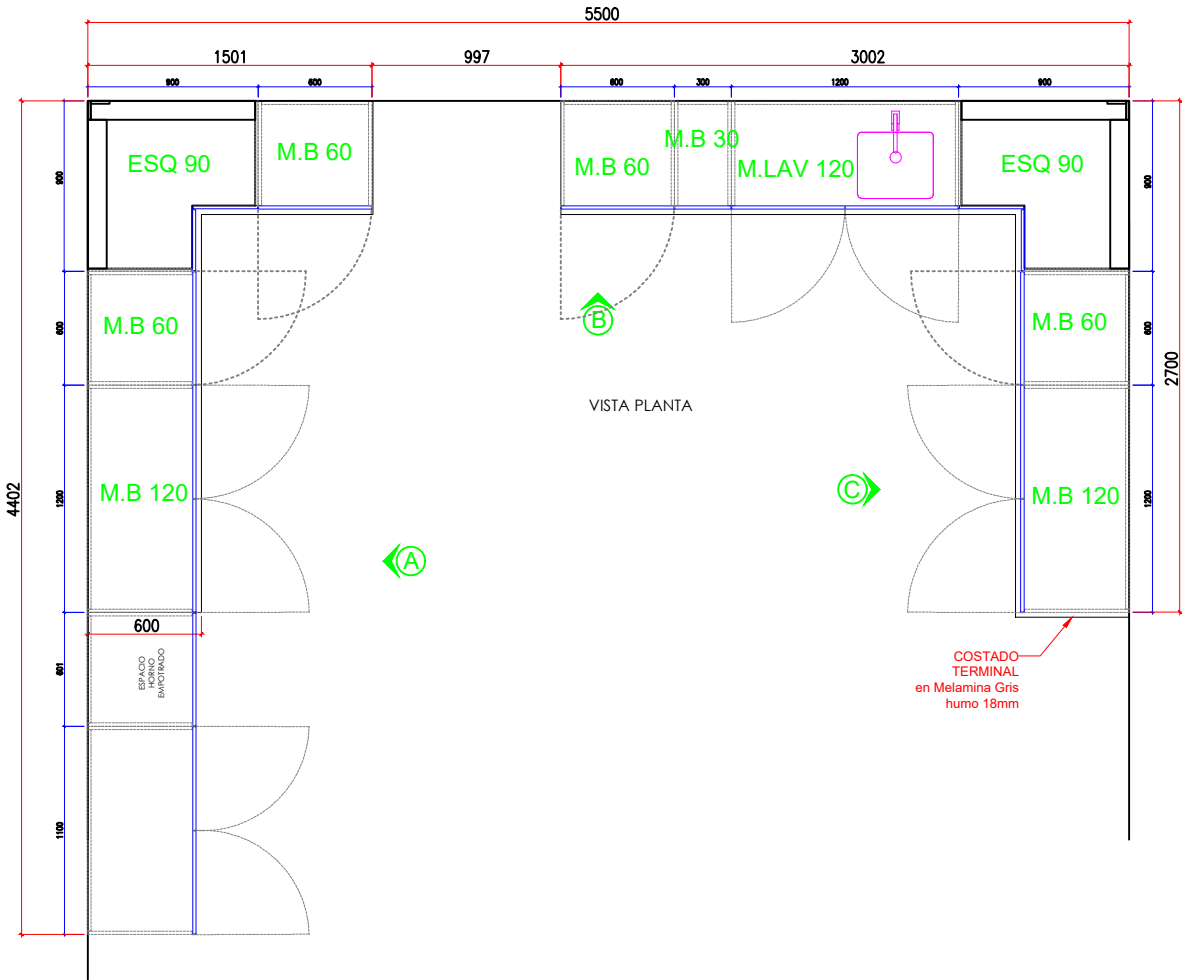 5500
1501
997
3002
900
600
600
300
1200
900
ESQ 90
M.B 60
M.B 60
M.B 30
M.LAV 120
ESQ 90
900
900
M.B 60
M.B 60
600
600
B
2700
VISTA PLANTA
M.B 120
M.B 120
4402
1200
1200
C
A
600
ESPACIO
HORNO
EMPOTRADO
601
COSTADO
TERMINAL
en Melamina Gris
humo 18mm
1100